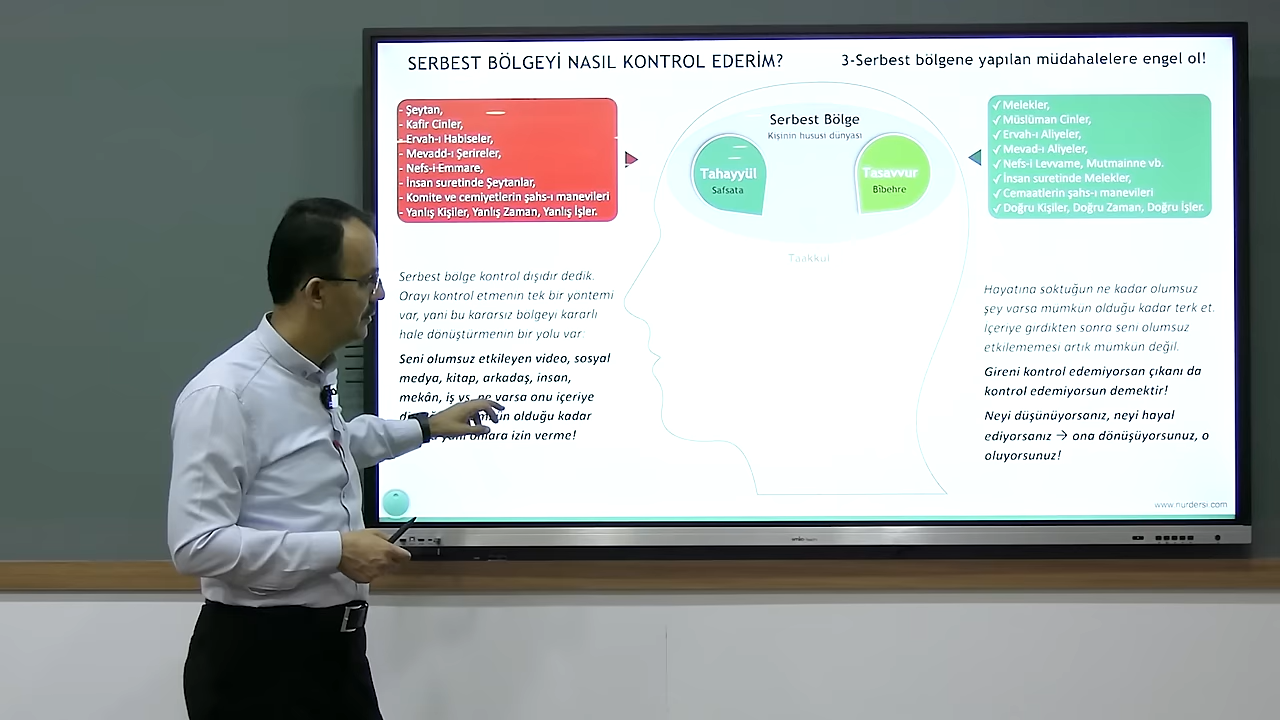 SERBEST BÖLGEYİ NASIL KONTROL EDERİM?
3-Serbest bölgene yapılan müdahalelere engel ol!
- Şeytan,
- Kafir Cinler,
- Ervah-ı Habiseler,
- Mevadd-ı Şerireler,
- Nefs-i-Emmare,
- İnsan suretinde Şeytanlar,
- Komite ve cemiyetlerin şahs-ı manevileri
- Yanlış Kişiler, Yanlış Zaman, Yanlış İşler.
Serbest Bölge
Kişinin hususi dünyası
Tahayyül
Safsata
Tasavvur
Bîbehre
Taakkul
✓ Melekler,
✓ Müslüman Cinler,
✓ Ervah-ı Aliyeler,
✓ Mevad-ı Aliyeler,
✓ Nefs-i Levvame, Mutmainne vb.
✓ İnsan suretinde Melekler,
✓ Cemaatlerin şahs-ı manevileri
✓ Doğru Kişiler, Doğru Zaman, Doğru İşler.
Serbest bölge kontrol dışıdır dedik.
Orayı kontrol etmenin tek bir yöntemi
var, yani bu kararsız bölgeyi kararlı
hale dönüştürmenin bir yolu var:
Seni olumsuz etkileyen video, sosyal
medya, kitap, arkadaş, insan,
mekân, iş vs. ne varsa onu içeriye
olduğu kadar
onlara izin verme!
Hayatına soktuğun ne kadar olumsuz
şey varsa mümkün olduğu kadar terk et.
İçeriye girdikten sonra seni olumsuz
etkilememesi artık mümkün değil.
Gireni kontrol edemiyorsan çıkanı da
kontrol edemiyorsun demektir!
Neyi düşünüyorsanız, neyi hayal
ediyorsanız → ona dönüşüyorsunuz, o
oluyorsunuz!
www.nurdersi.com